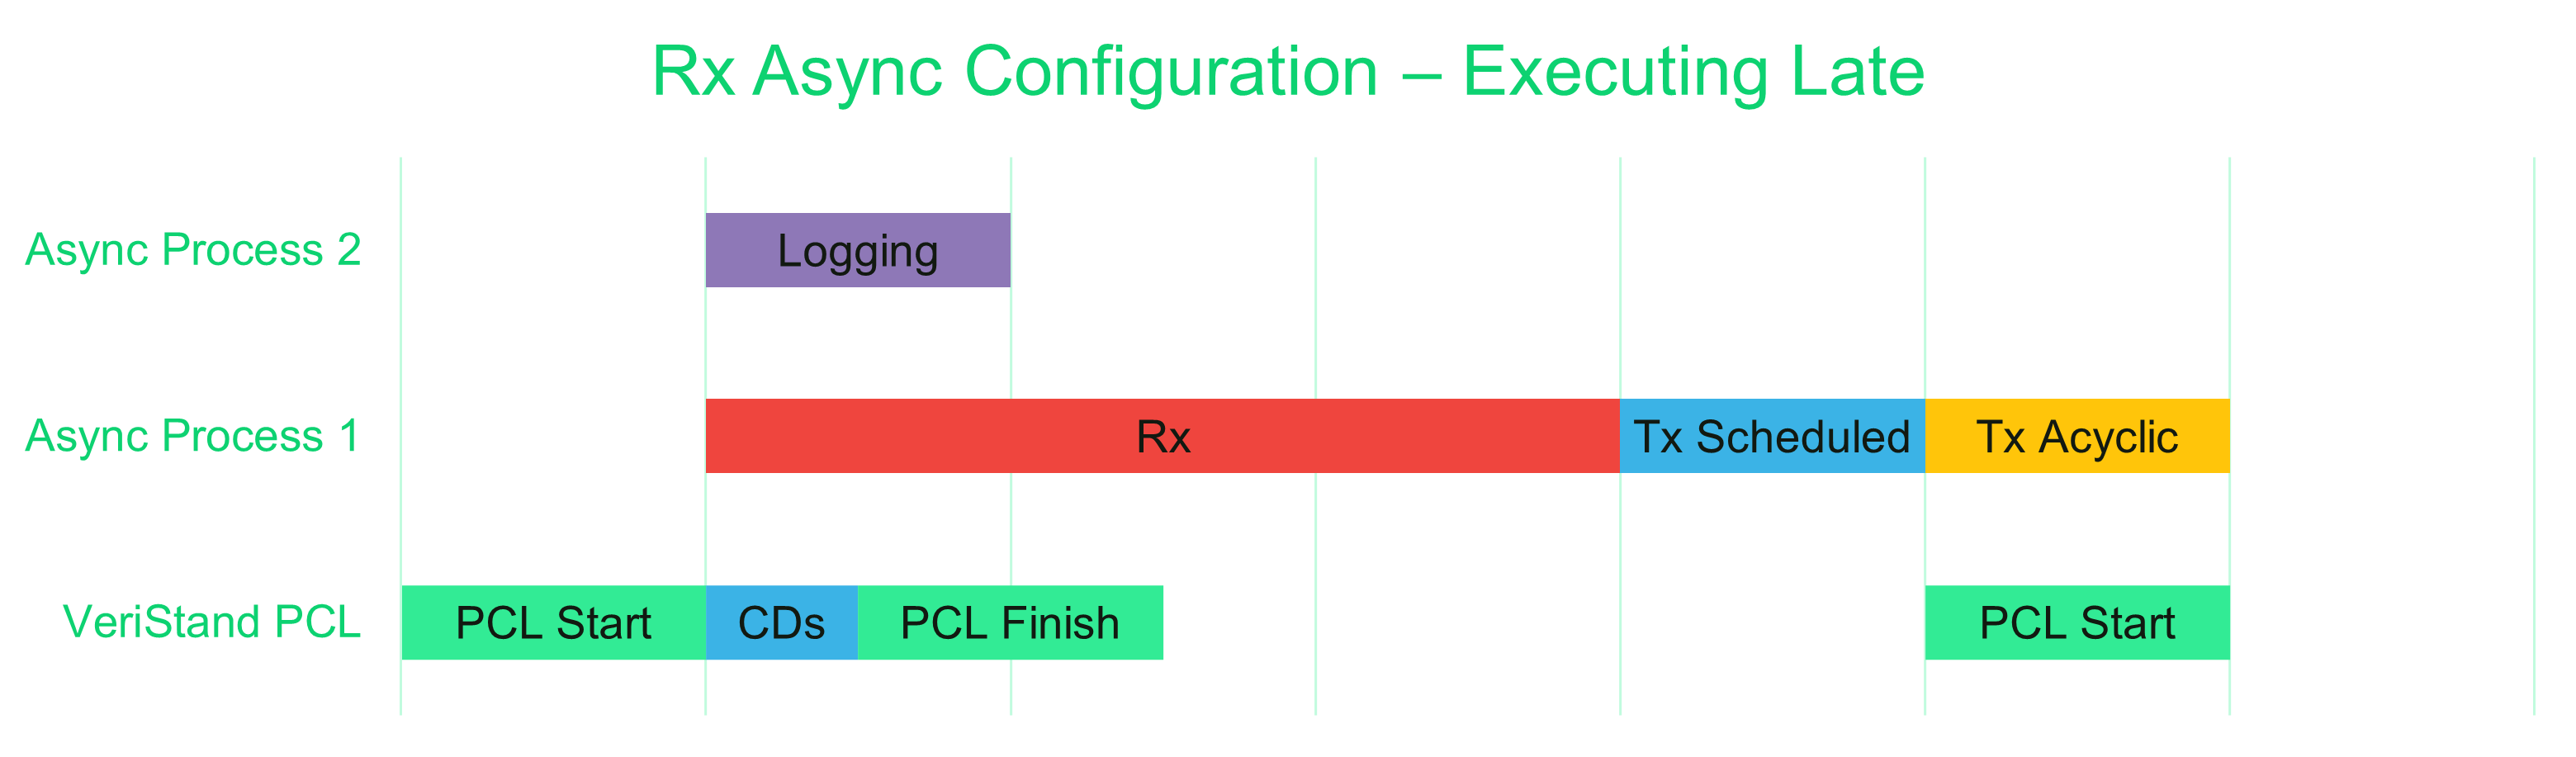 Rx Async Configuration – Executing Late
Async Process 2
Logging
Async Process 1
Rx
Tx Scheduled
Tx Acyclic
VeriStand PCL
PCL Start
CDs
PCL Finish
PCL Start